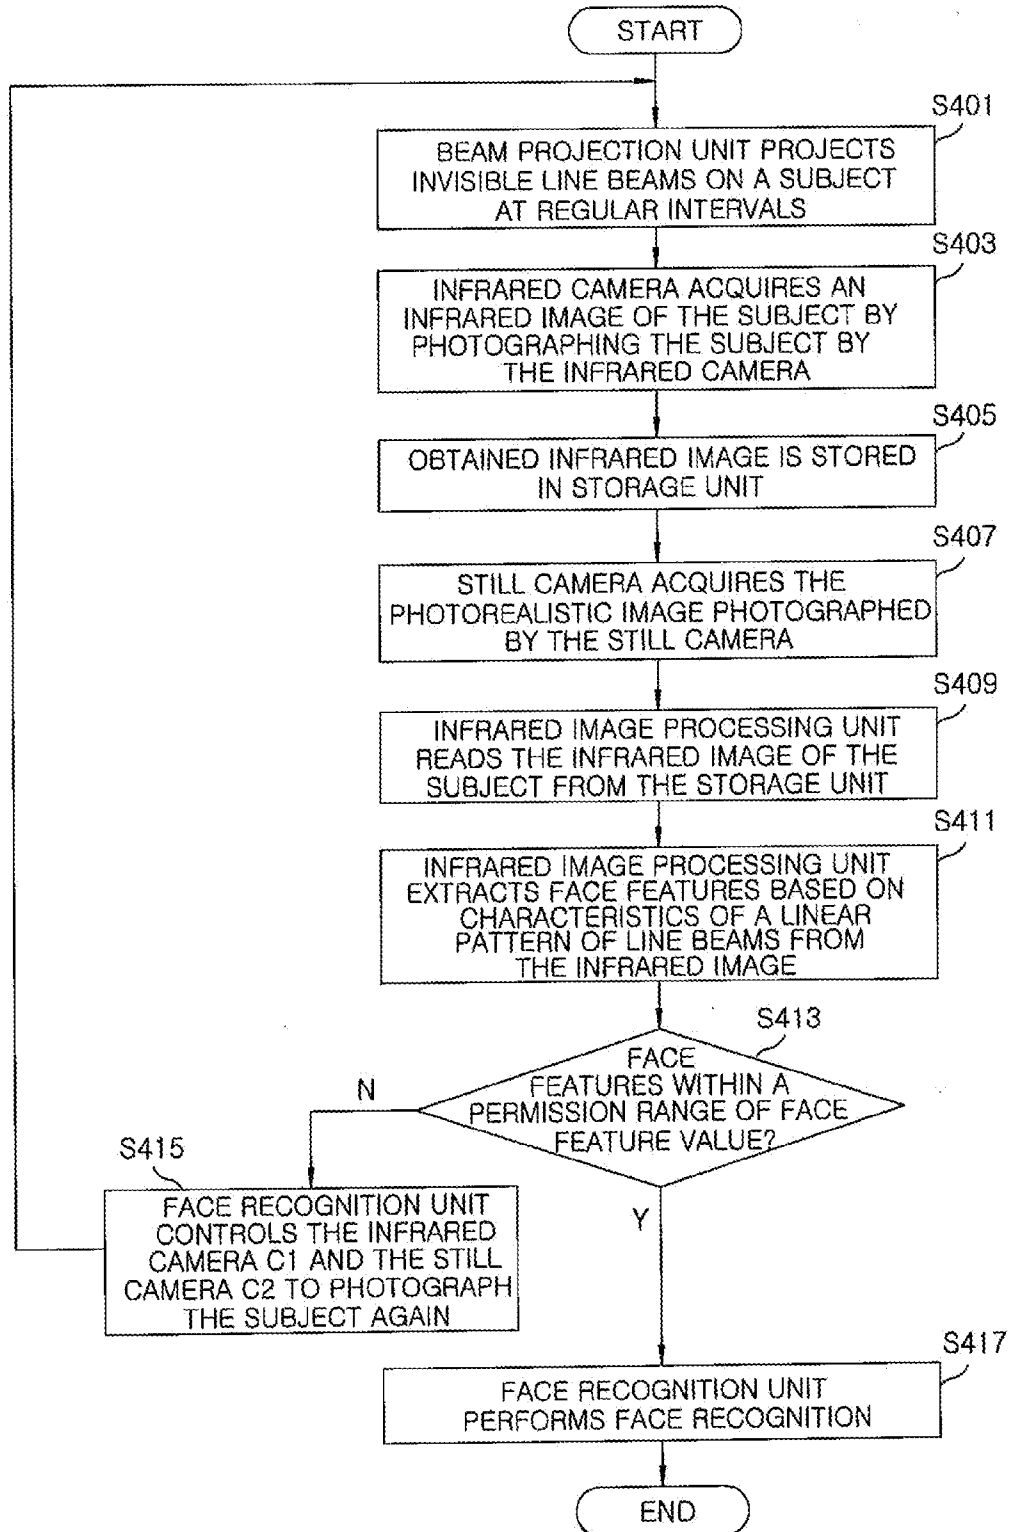 START
S401
BEAM PROJECTION UNIT PROJECTS
INVISIBLE LINE BEAMS ON A SUBJECT
AT REGULAR INTERVALS
S403
INFRARED CAMERA ACQUIRES AN
INFRARED IMAGE OF THE SUBJECT BY
PHOTOGRAPHING THE SUBJECT BY
THE INFRARED CAMERA
S405
OBTAINED INFRARED IMAGE IS STORED
IN STORAGE UNIT
S407
STILL CAMERA ACQUIRES THE
PHOTOREALISTIC IMAGE PHOTOGRAPHED
BY THE STILL CAMERA
S409
INFRARED IMAGE PROCESSING UNIT
READS THE INFRARED IMAGE OF THE
SUBJECT FROM THE STORAGE UNIT
S411
INFRARED IMAGE PROCESSING UNIT
EXTRACTS FACE FEATURES BASED ON
CHARACTERISTICS OF A LINEAR
PATTERN OF LINE BEAMS FROM
THE INFRARED IMAGE
S413
FACE
FEATURES WITHIN A
PERMISSION RANGE OF FACE
FEATURE VALUE?
N
S415
FACE RECOGNITION UNIT
CONTROLS THE INFRARED
CAMERA C1 AND THE STILL
CAMERA C2 TO PHOTOGRAPH
THE SUBJECT AGAIN
Y
S417
FACE RECOGNITION UNIT
PERFORMS FACE RECOGNITION
END